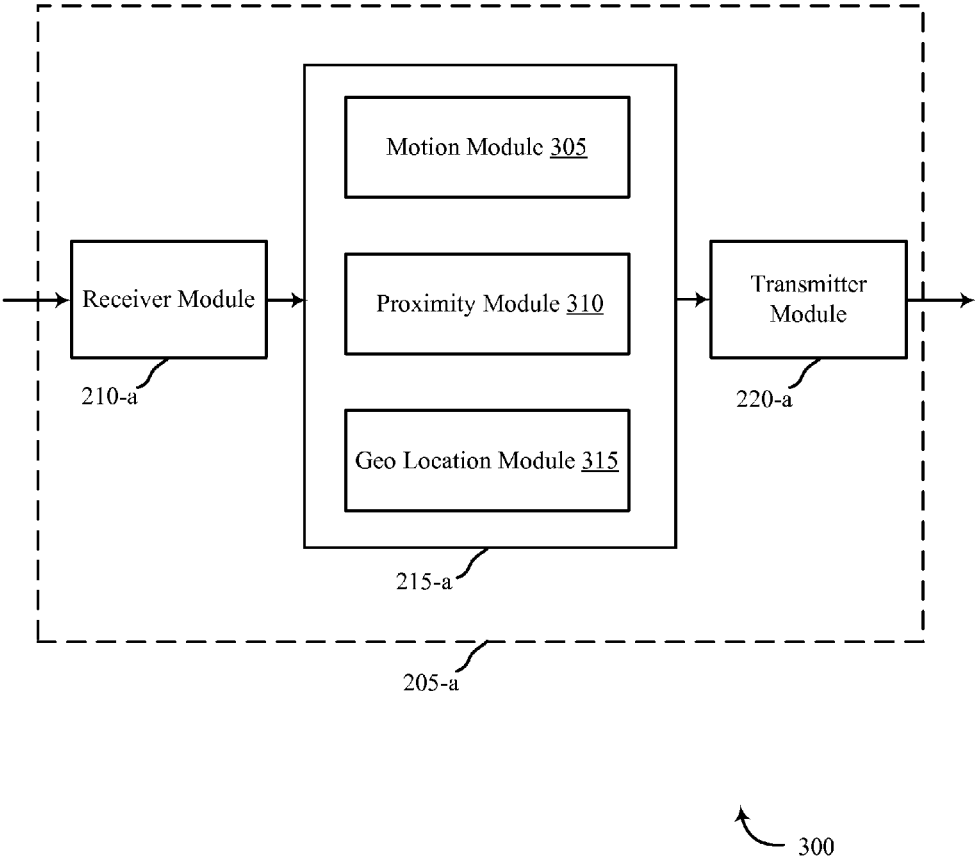 Motion Module 305
Receiver Module
Proximity Module 310
Transmitter
Module
210-a
220-a
Geo Location Module 315
215-a
205-a
300